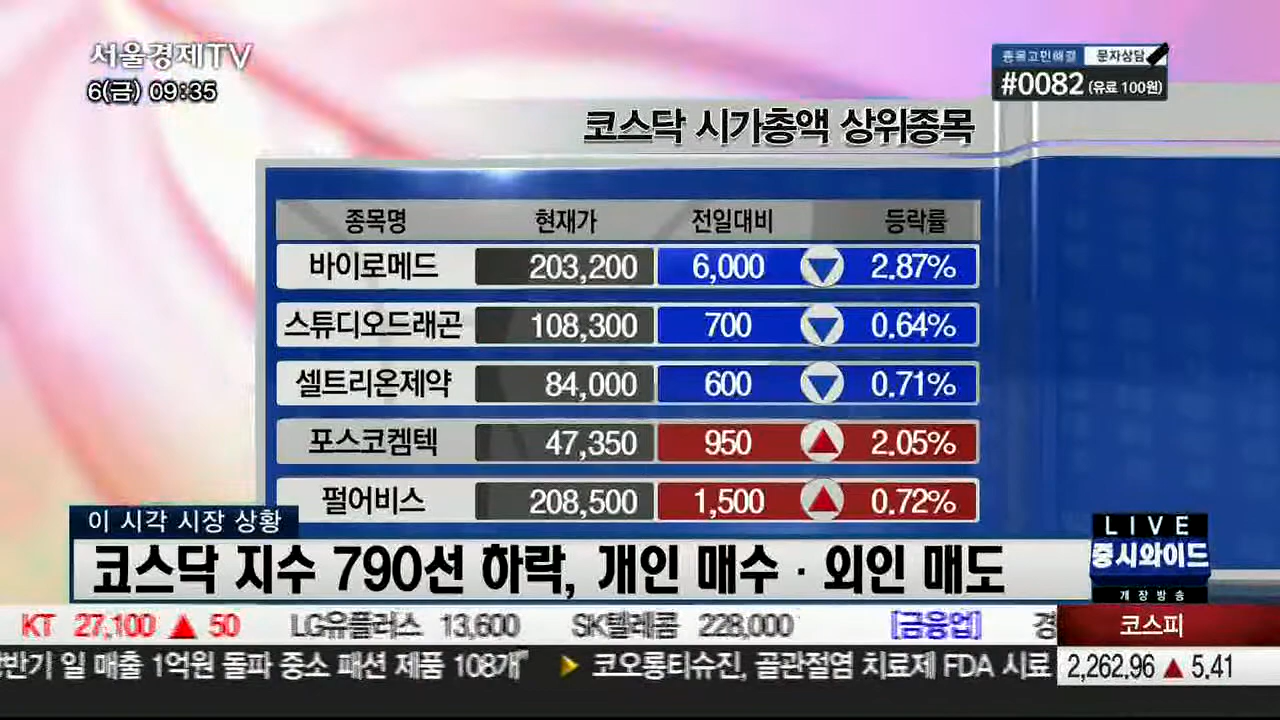 서울경제TV
6(금) 09:35
종목고민해결 문자상담
#0082 (유료 100원)
코스닥 시가총액 상위종목
종목명 현재가 전일대비 등락률
바이로메드 203,200 6,000 ▼ 2.87%
스튜디오드래곤 108,300 700 ▼ 0.64%
셀트리온제약 84,000 600 ▼ 0.71%
포스코켐텍 47,350 950 ▲ 2.05%
펄어비스 208,500 1,500 ▲ 0.72%
이 시각 시장 상황
코스닥 지수 790선 하락, 개인 매수 · 외인 매도
LIVE
증시와이드
개장방송
KT 27,100 ▲ 50 LG유플러스 13,600 SK텔레콤 228,000 [금융업] 경
코스피
상반기 일 매출 1억원 돌파 중소 패션 제품 108개" ▶ 코오롱티슈진, 골관절염 치료제 FDA 시료
2,262.96 ▲ 5.41